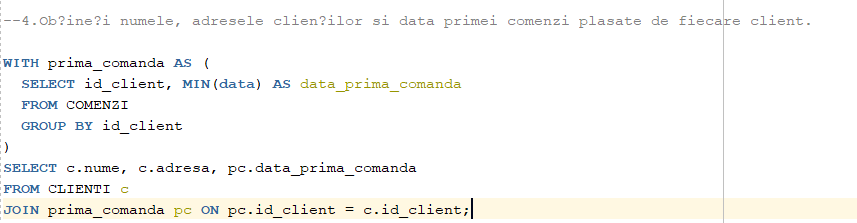 --4.Ob?ine?i numele, adresele clien?ilor si data primei comenzi plasate de fiecare client.
WITH prima_comanda AS (
SELECT id_client, MIN(data) AS data_prima_comanda
FROM COMENZI
GROUP BY id_client
)
SELECT c.nume, c.adresa, pc.data_prima_comanda
FROM CLIENTI c
JOIN prima_comanda pc ON pc.id_client = c.id_client;